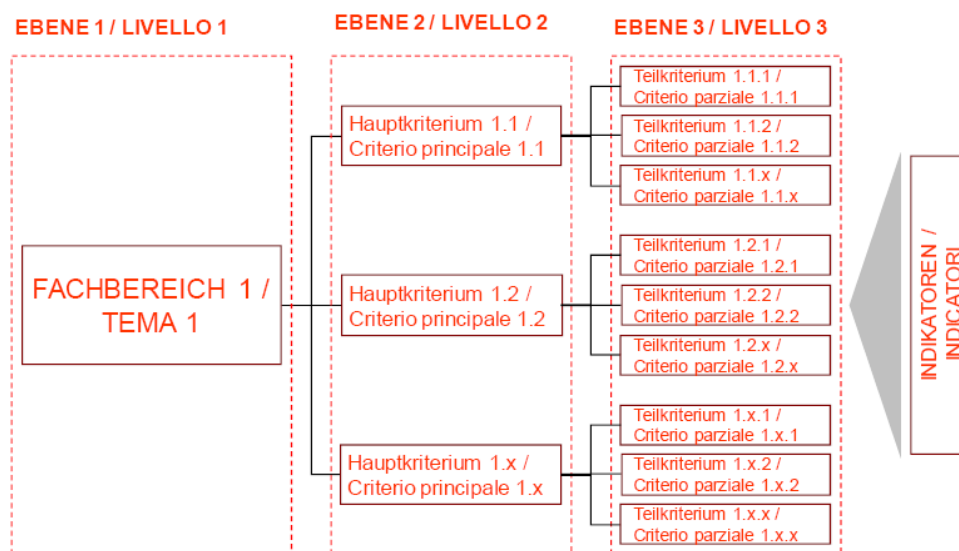 EBENE 1 / LIVELLO 1
EBENE 2 / LIVELLO 2
EBENE 3 / LIVELLO 3
FACHBEREICH 1 /
TEMA 1
Hauptkriterium 1.1 /
Criterio principale 1.1
Hauptkriterium 1.2 /
Criterio principale 1.2
Hauptkriterium 1.x /
Criterio principale 1.x
Teilkriterium 1.1.1 /
Criterio parziale 1.1.1
Teilkriterium 1.1.2 /
Criterio parziale 1.1.2
Teilkriterium 1.1.x /
Criterio parziale 1.1.x
Teilkriterium 1.2.1 /
Criterio parziale 1.2.1
Teilkriterium 1.2.2 /
Criterio parziale 1.2.2
Teilkriterium 1.2.x /
Criterio parziale 1.2.x
Teilkriterium 1.x.1 /
Criterio parziale 1.x.1
Teilkriterium 1.x.2 /
Criterio parziale 1.x.2
Teilkriterium 1.x.x /
Criterio parziale 1.x.x
INDIKATOREN /
INDICATORI